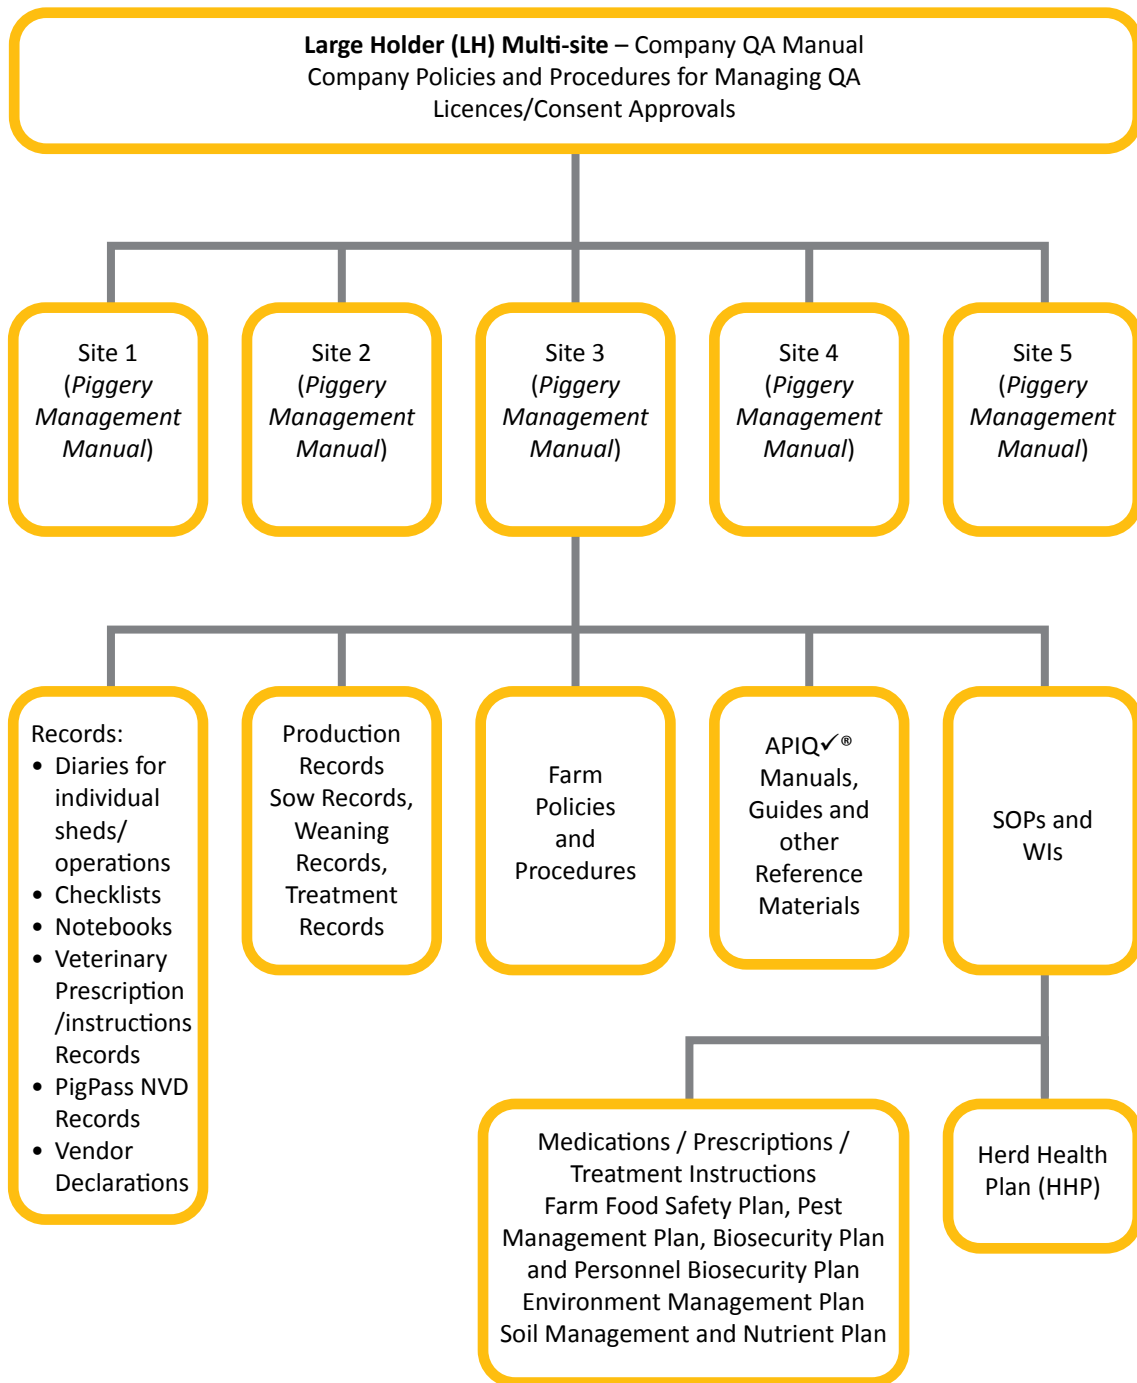 Large Holder (LH) Multi-site – Company QA Manual
Company Policies and Procedures for Managing QA
Licences/Consent Approvals
Site 1
(Piggery
Management
Manual)
Site 2
(Piggery
Management
Manual)
Site 3
(Piggery
Management
Manual)
Site 4
(Piggery
Management
Manual)
Site 5
(Piggery
Management
Manual)
Records:
• Diaries for
individual
sheds/
operations
• Checklists
• Notebooks
• Veterinary
Prescription
/instructions
Records
• PigPass NVD
Records
• Vendor
Declarations
Production
Records
Sow Records,
Weaning
Records,
Treatment
Records
Farm
Policies
and
Procedures
APIQ✓®
Manuals,
Guides and
other
Reference
Materials
SOPs and
WIs
Medications / Prescriptions /
Treatment Instructions
Farm Food Safety Plan, Pest
Management Plan, Biosecurity Plan
and Personnel Biosecurity Plan
Environment Management Plan
Soil Management and Nutrient Plan
Herd Health
Plan (HHP)